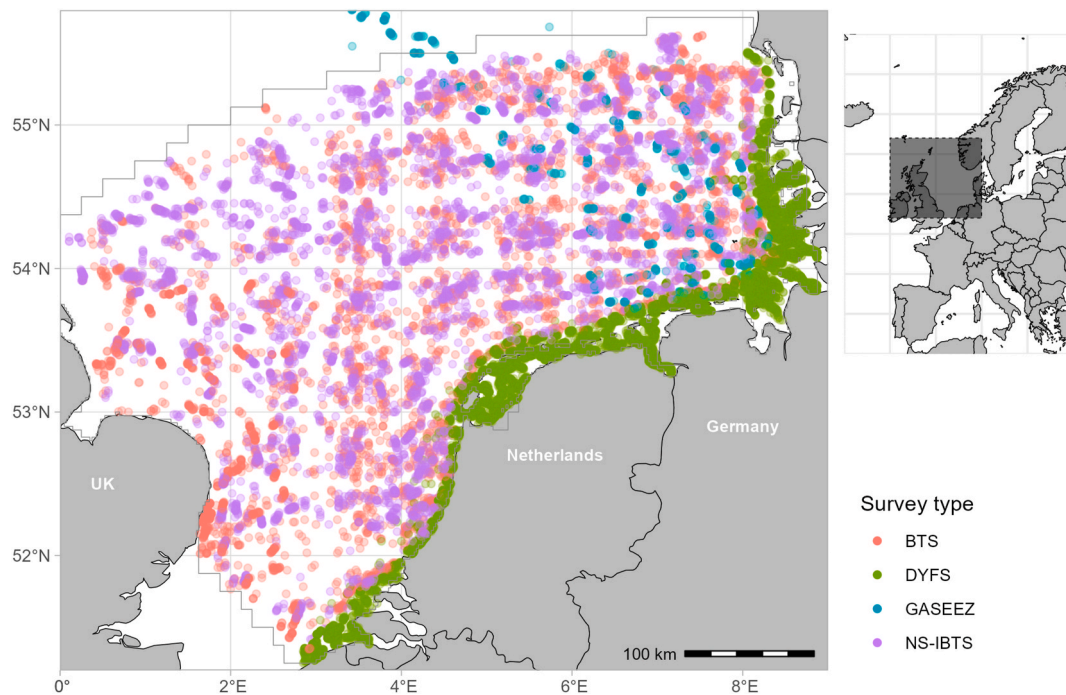 55°N
54°N
53°N
52°N
0°
2°E
4°E
6°E
8°E
UK
Netherlands
Germany
100 km
Survey type
BTS
DYFS
GASEEZ
NS-IBTS